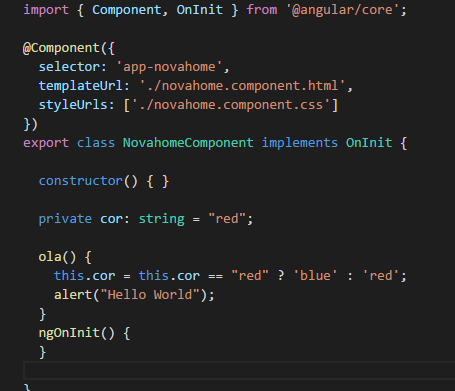 import { Component, OnInit } from '@angular/core';
@Component({
selector: 'app-novahome',
templateUrl: './novahome.component.html',
styleUrls: ['./novahome.component.css']
})
export class NovahomeComponent implements OnInit {
constructor() { }
private cor: string = "red";
ola() {
this.cor = this.cor == "red" ? 'blue' : 'red';
alert("Hello World");
}
ngOnInit() {
}
}